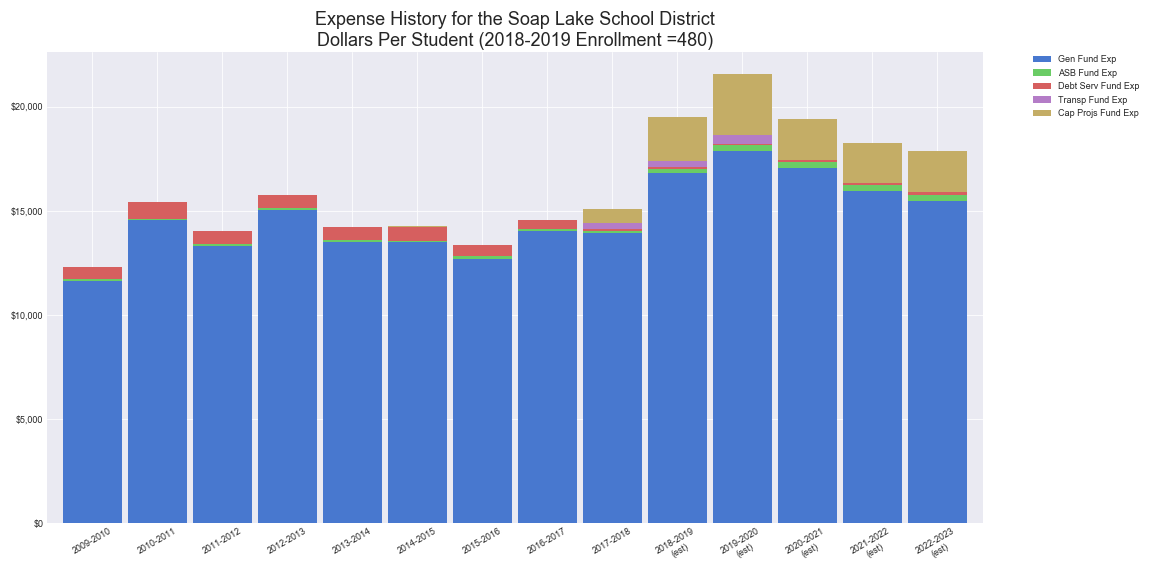 Expense History for the Soap Lake School District
Dollars Per Student (2018-2019 Enrollment =480)
Gen Fund Exp
ASB Fund Exp
Debt Serv Fund Exp
Transp Fund Exp
Cap Projs Fund Exp
$20,000
$15,000
$10,000
$5,000
$0
2009-2010
2010-2011
2011-2012
2012-2013
2013-2014
2014-2015
2015-2016
2016-2017
2017-2018
2018-2019
(est)
2019-2020
(est)
2020-2021
(est)
2021-2022
(est)
2022-2023
(est)